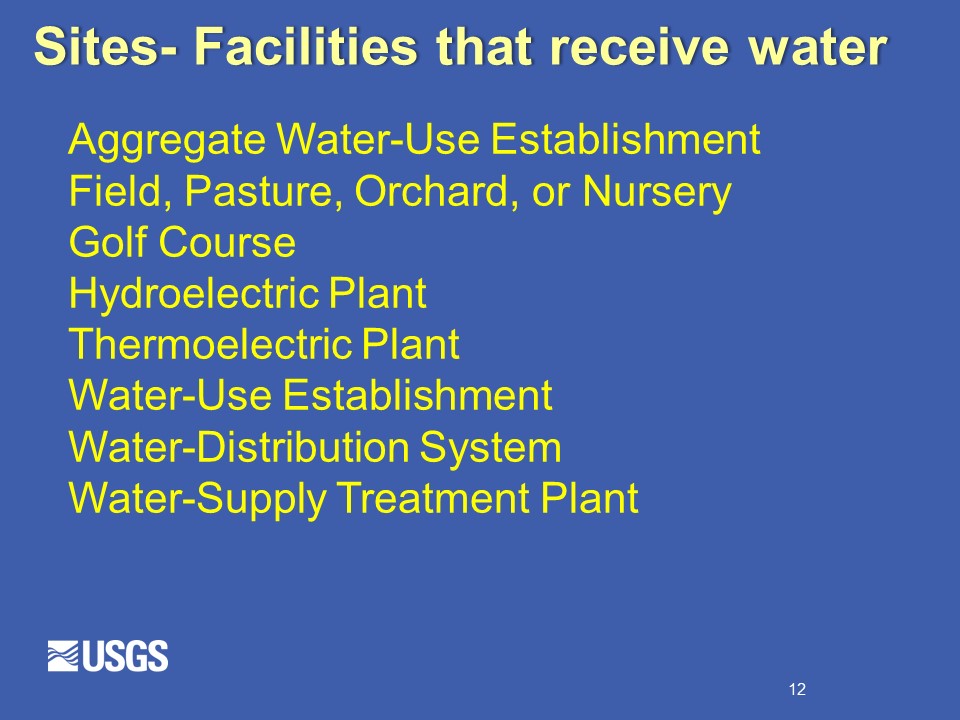 Sites- Facilities that receive water
Aggregate Water-Use Establishment
Field, Pasture, Orchard, or Nursery
Golf Course
Hydroelectric Plant
Thermoelectric Plant
Water-Use Establishment
Water-Distribution System
Water-Supply Treatment Plant
USGS
12